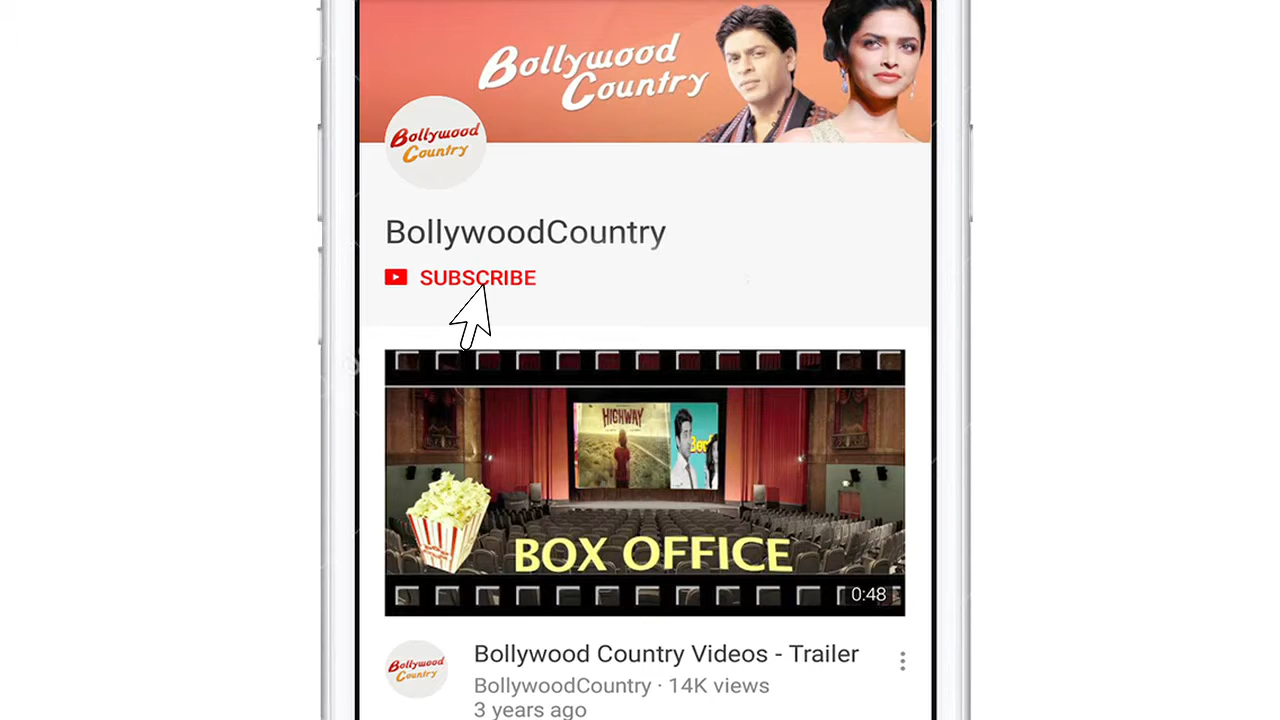 Bollywood
Country
Bollywood
Country
BollywoodCountry
SUBSCRIBE
HIGHWAY
BOX OFFICE
0:48
Bollywood Country Videos - Trailer
Bollywood
Country
BollywoodCountry · 14K views
3 years ago